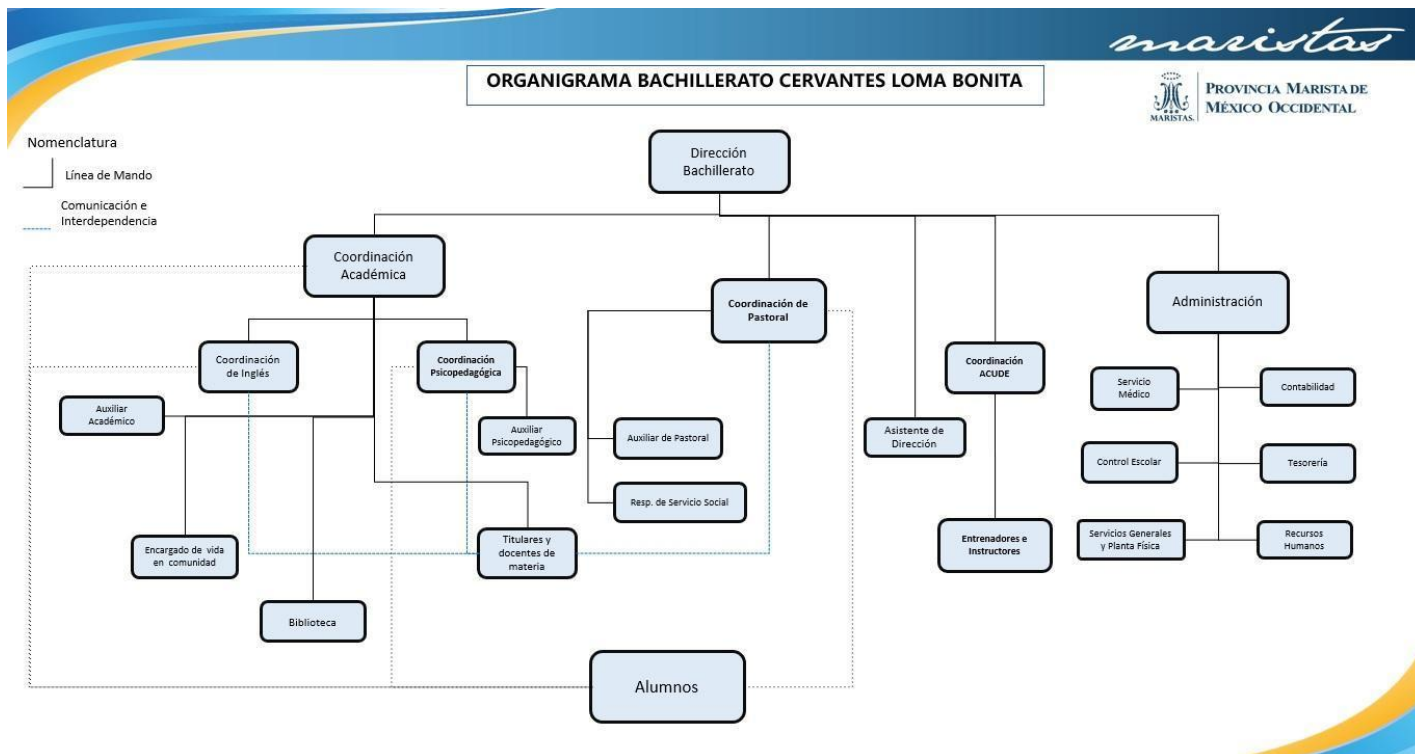 maristas
ORGANIGRAMA BACHILLERATO CERVANTES LOMA BONITA
MARISTAS.
PROVINCIA MARISTA DE
MÉXICO OCCIDENTAL
Nomenclatura
Línea de Mando
Comunicación e
Interdependencia
Dirección
Bachillerato
Coordinación
Académica
Coordinación de
Pastoral
Administración
Coordinación
de Inglés
Coordinación
Psicopedagógica
Coordinación
ACUDE
Servicio
Médico
Contabilidad
Auxiliar
Académico
Auxiliar
Psicopedagógico
Auxiliar de Pastoral
Asistente de
Dirección
Control Escolar
Tesorería
Resp. de Servicio Social
Encargado de vida
en comunidad
Titulares y
docentes de
materia
Entrenadores e
Instructores
Servicios Generales
y Planta Física
Recursos
Humanos
Biblioteca
Alumnos